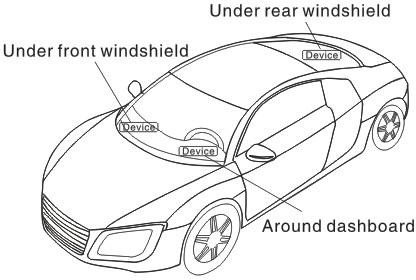 Under rear windshield
Device
Under front windshield
Device
Device
Around dashboard